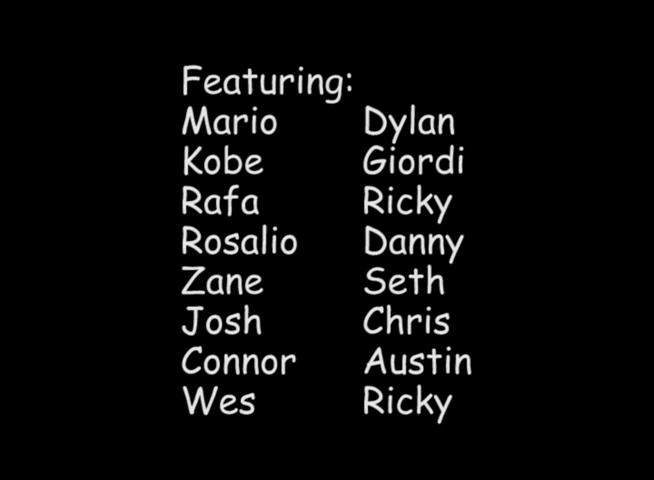 Featuring:
Mario Dylan
Kobe Giordi
Rafa Ricky
Rosalio Danny
Zane Seth
Josh Chris
Connor Austin
Wes Ricky